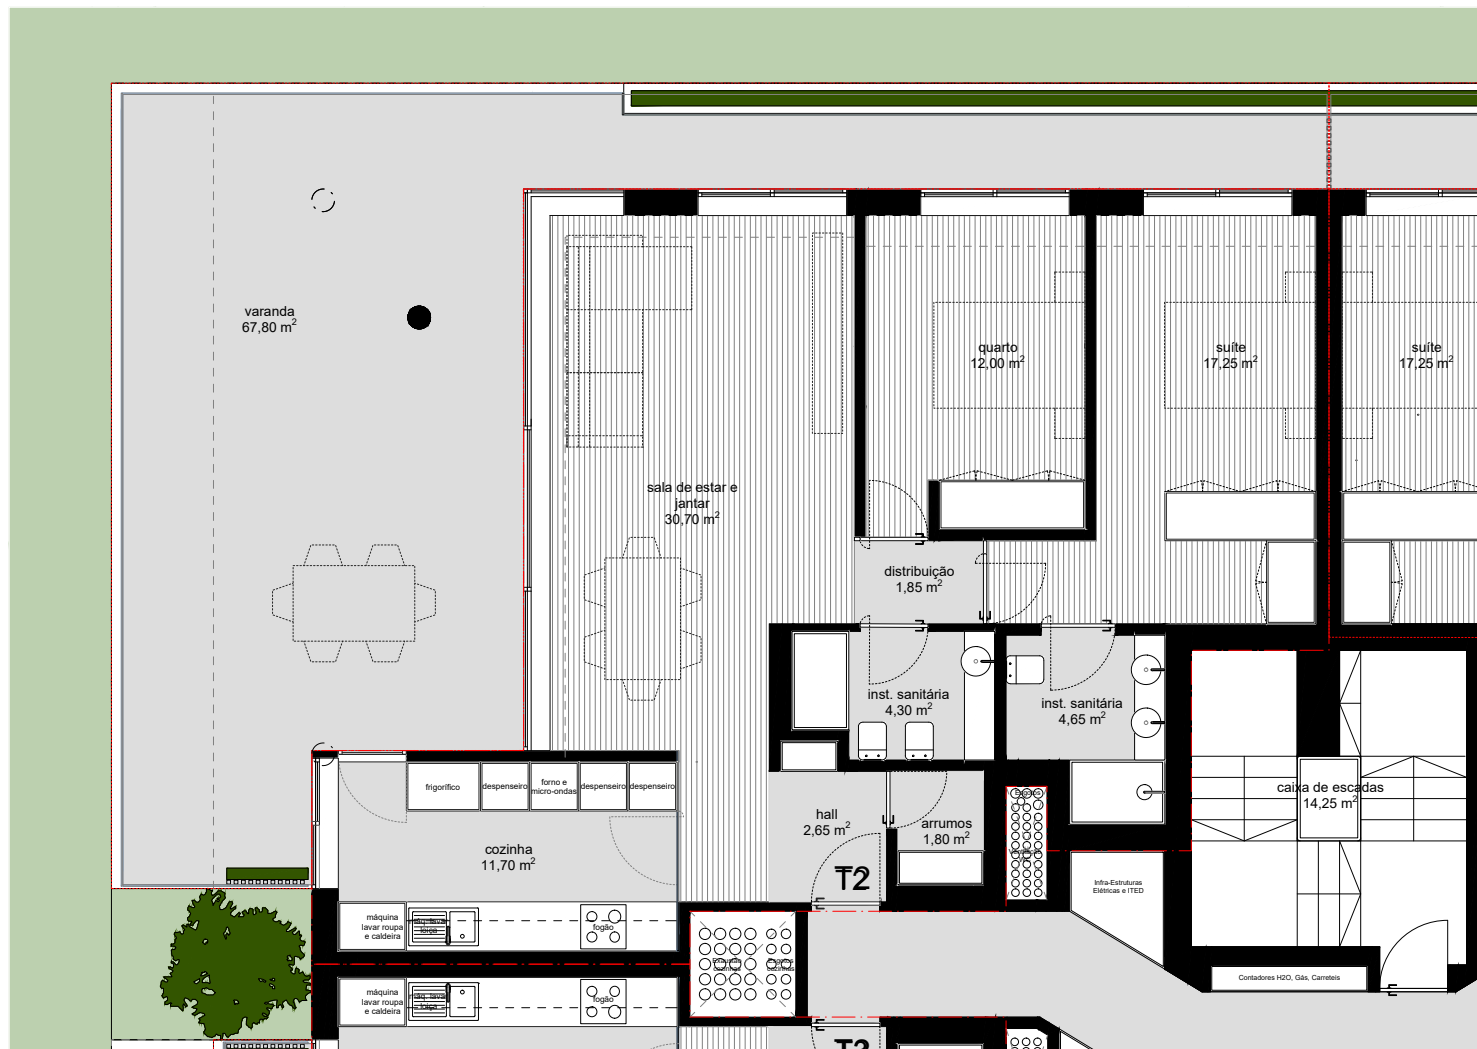 varanda
67,80 m²
quarto
12,00 m²
suíte
17,25 m²
suíte
17,25 m²
sala de estar e
jantar
30,70 m²
distribuição
1,85 m²
inst. sanitária
4,30 m²
inst. sanitária
4,65 m²
frigorífico
despenseiro
forno e
micro-ondas
despenseiro
despenseiro
caixa de escadas
14,25 m²
hall
2,65 m²
arrumos
1,80 m²
cozinha
11,70 m²
T2
Infra-Estruturas
Elétricas e ITED
máquina
lavar roupa
e caldeira
fogão
Contadores H2O, Gás, Carreteis
máquina
lavar roupa
e caldeira
fogão
T3